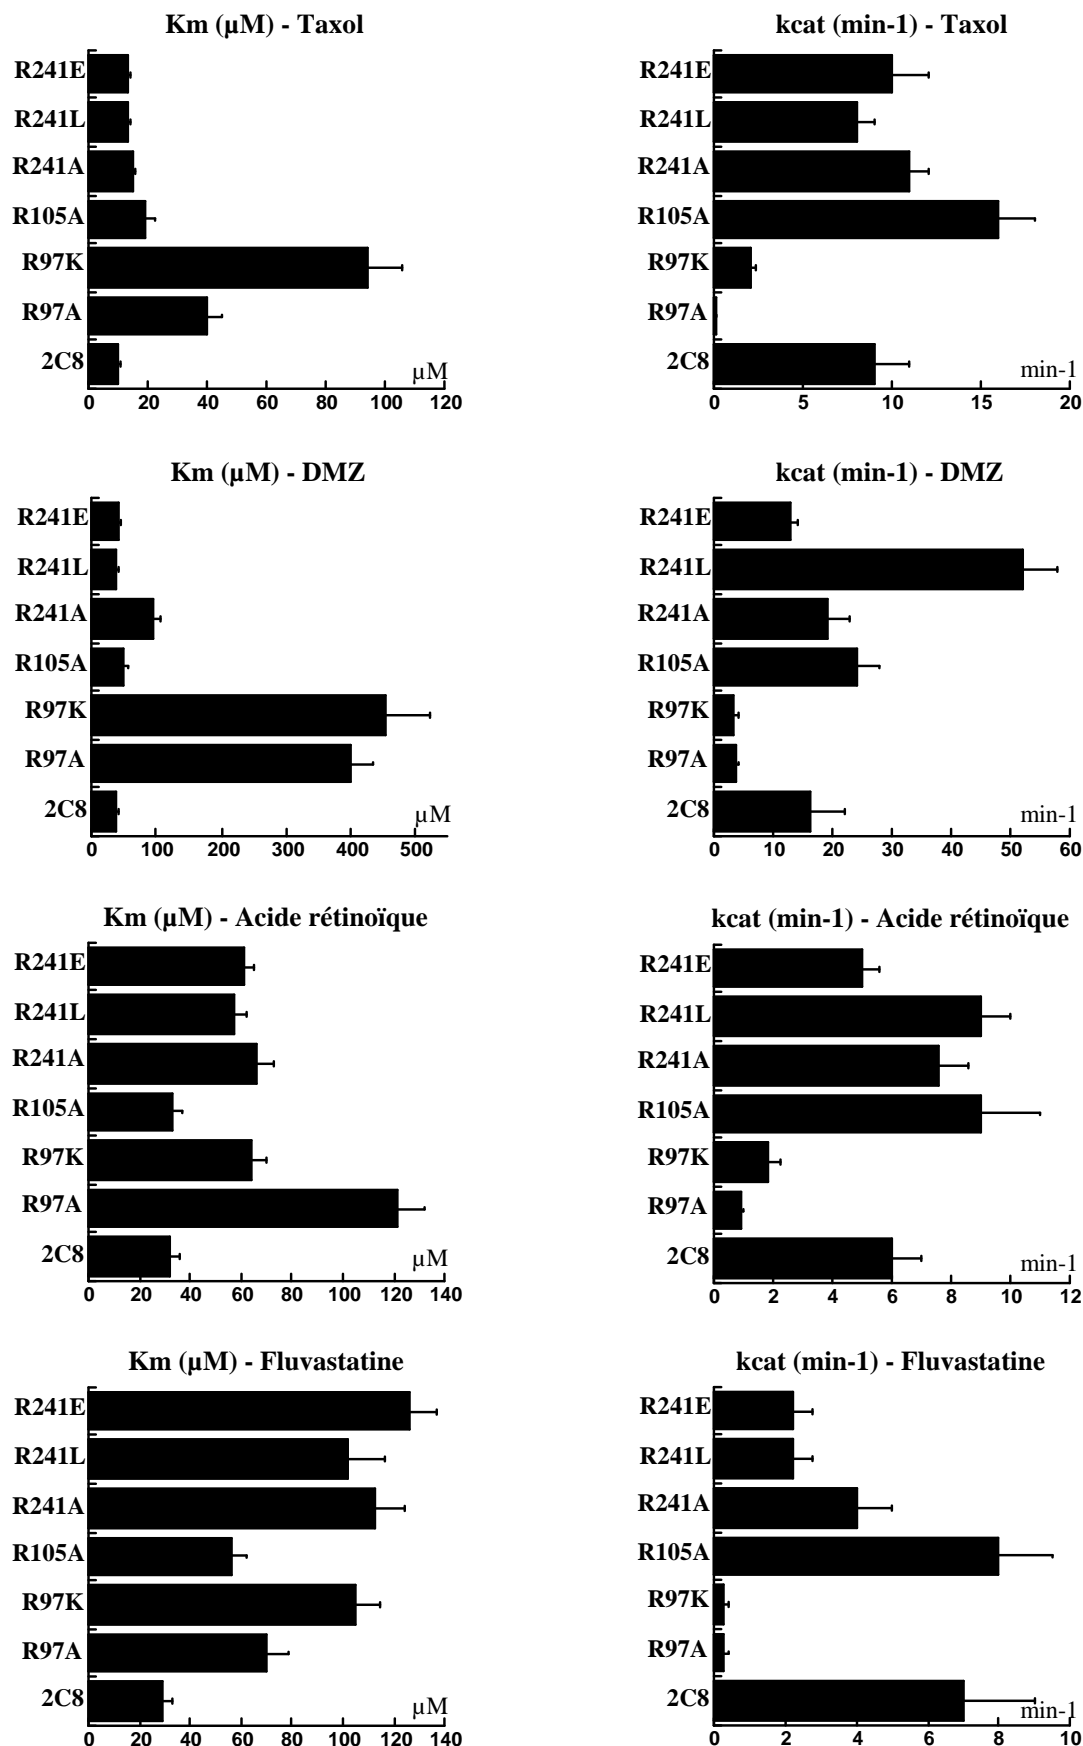 Km (µM) - Taxol
R241E
R241L
R241A
R105A
R97K
R97A
2C8
µM
0 20 40 60 80 100 120
kcat (min-1) - Taxol
R241E
R241L
R241A
R105A
R97K
R97A
2C8
min-1
0 5 10 15 20
Km (µM) - DMZ
R241E
R241L
R241A
R105A
R97K
R97A
2C8
µM
0 100 200 300 400 500
kcat (min-1) - DMZ
R241E
R241L
R241A
R105A
R97K
R97A
2C8
min-1
0 10 20 30 40 50 60
Km (µM) - Acide rétinoïque
R241E
R241L
R241A
R105A
R97K
R97A
2C8
µM
0 20 40 60 80 100 120 140
kcat (min-1) - Acide rétinoïque
R241E
R241L
R241A
R105A
R97K
R97A
2C8
min-1
0 2 4 6 8 10 12
Km (µM) - Fluvastatine
R241E
R241L
R241A
R105A
R97K
R97A
2C8
µM
0 20 40 60 80 100 120 140
kcat (min-1) - Fluvastatine
R241E
R241L
R241A
R105A
R97K
R97A
2C8
min-1
0 2 4 6 8 10